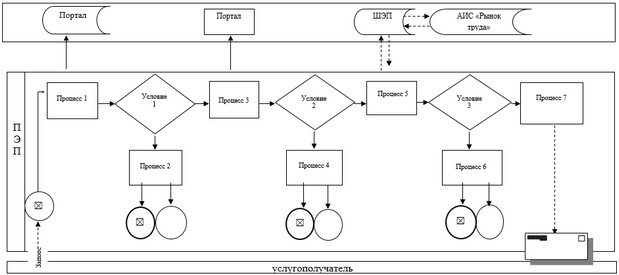 Портал
Портал
ШЭП
АИС «Рынок
труда»
П
Э
П
Процесс 1
Условие
1
Процесс 3
Условие
2
Процесс 5
Условие
3
Процесс 7
Процесс 2
Процесс 4
Процесс 6
услугополучатель